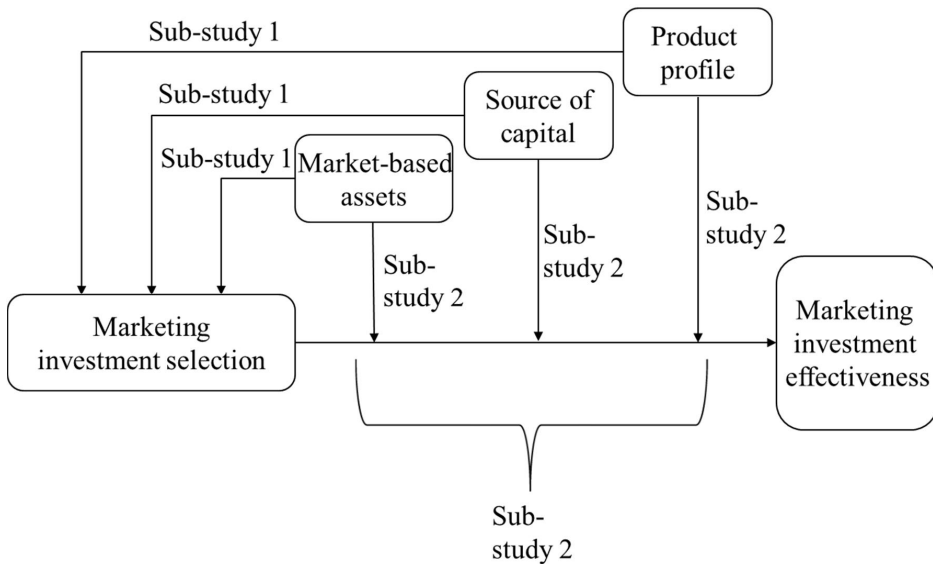 Sub-study 1
Product
profile
Sub-study 1
Source of
capital
Sub-study 1
Market-based
assets
Sub-
study 2
Sub-
study 2
Sub-
study 2
Marketing
investment selection
Marketing
investment
effectiveness
Sub-
study 2